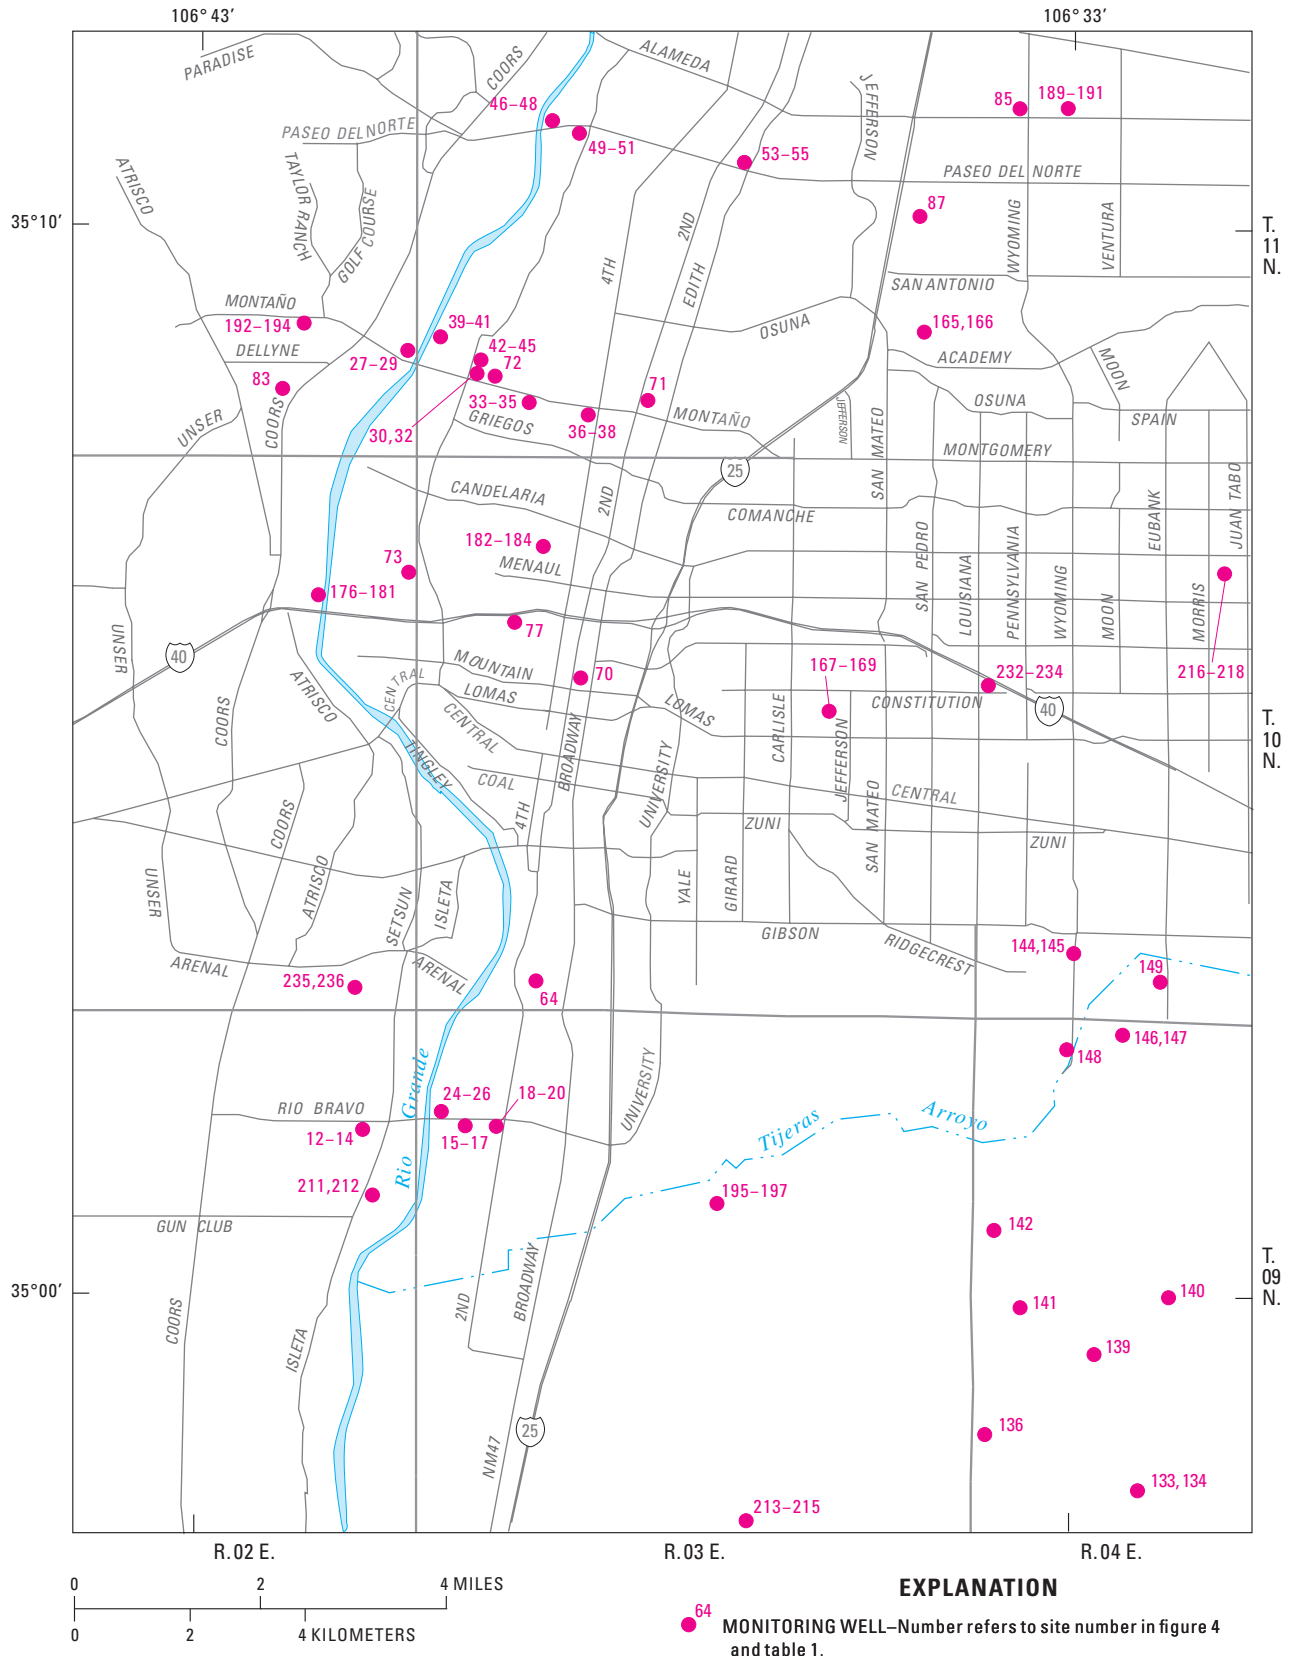 106° 43′
106° 33′
PARADISE
COORS
ALAMEDA
JEFFERSON
46–48
85
189–191
PASEO DEL NORTE
49–51
53–55
PASEO DEL NORTE
ATRISCO
TAYLOR RANCH
GOLF COURSE
35°10′
87
2ND
WYOMING
VENTURA
T.
11
N.
4TH
EDITH
SAN ANTONIO
MONTAÑO
192–194
39–41
OSUNA
165,166
DELLYNE
27–29
42–45
72
ACADEMY
MOON
83
71
33–35
OSUNA
UNSER
COORS
30,32
GRIEGOS
36–38
MONTAÑO
JEFFERSON
SAN MATEO
SPAIN
MONTGOMERY
25
CANDELARIA
2ND
COMANCHE
EUBANK
JUAN TABO
182–184
MENAUL
73
176–181
SAN PEDRO
LOUISIANA
PENNSYLVANIA
WYOMING
MOON
MORRIS
UNSER
40
77
MOUNTAIN
70
167–169
232–234
216–218
ATRISCO
CENTRAL
LOMAS
LOMAS
CONSTITUTION
40
COORS
CENTRAL
BROADWAY
UNIVERSITY
CARLISLE
JEFFERSON
T.
10
N.
TINGLEY
COAL
CENTRAL
COORS
4TH
ZUNI
SAN MATEO
ZUNI
UNSER
ATRISCO
SETSUN
ISLETA
YALE
GIRARD
GIBSON
RIDGECREST
144,145
ARENAL
ARENAL
235,236
64
149
146,147
148
Rio Grande
UNIVERSITY
24–26
18–20
RIO BRAVO
12–14
15–17
Tijeras
Arroyo
211,212
195–197
GUN CLUB
142
BROADWAY
T.
09
N.
35°00′
2ND
141
140
COORS
ISLETA
139
25
136
NM47
133,134
213–215
R.02 E.
R.03 E.
R.04 E.
0 2 4 MILES
0 2 4 KILOMETERS
EXPLANATION
64
MONITORING WELL–Number refers to site number in figure 4
and table 1.